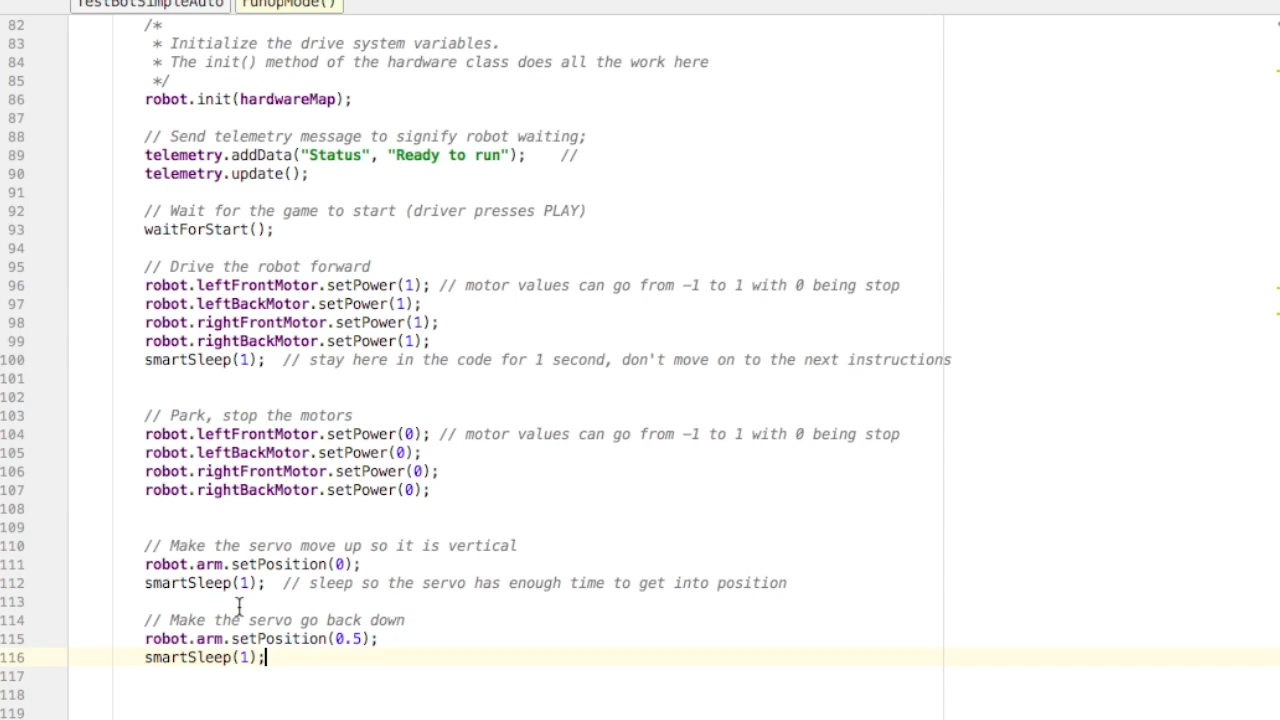 TestBotSimpleAuto runOpMode()
82 /*
83 * Initialize the drive system variables.
84 * The init() method of the hardware class does all the work here
85 */
86 robot.init(hardwareMap);
87
88 // Send telemetry message to signify robot waiting;
89 telemetry.addData("Status", "Ready to run");    //
90 telemetry.update();
91
92 // Wait for the game to start (driver presses PLAY)
93 waitForStart();
94
95 // Drive the robot forward
96 robot.leftFrontMotor.setPower(1); // motor values can go from -1 to 1 with 0 being stop
97 robot.leftBackMotor.setPower(1);
98 robot.rightFrontMotor.setPower(1);
99 robot.rightBackMotor.setPower(1);
100 smartSleep(1);  // stay here in the code for 1 second, don't move on to the next instructions
101
102
103 // Park, stop the motors
104 robot.leftFrontMotor.setPower(0); // motor values can go from -1 to 1 with 0 being stop
105 robot.leftBackMotor.setPower(0);
106 robot.rightFrontMotor.setPower(0);
107 robot.rightBackMotor.setPower(0);
108
109
110 // Make the servo move up so it is vertical
111 robot.arm.setPosition(0);
112 smartSleep(1);  // sleep so the servo has enough time to get into position
113
114 // Make the servo go back down
115 robot.arm.setPosition(0.5);
116 smartSleep(1);
117
118
119